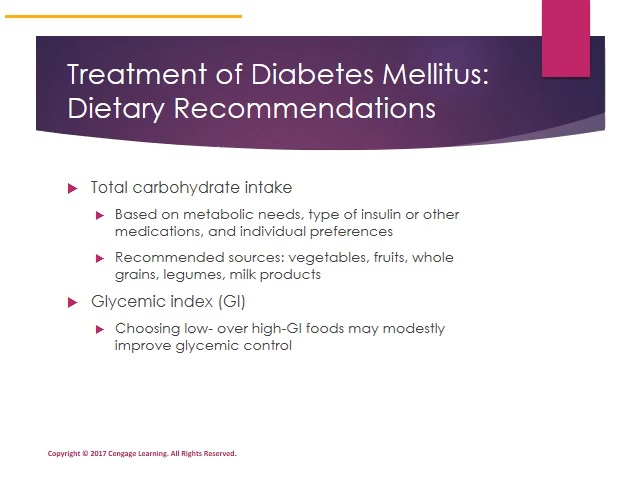 Treatment of Diabetes Mellitus:
Dietary Recommendations
Total carbohydrate intake
Based on metabolic needs, type of insulin or other
medications, and individual preferences
Recommended sources: vegetables, fruits, whole
grains, legumes, milk products
Glycemic index (GI)
Choosing low- over high-GI foods may modestly
improve glycemic control
Copyright © 2017 Cengage Learning. All Rights Reserved.